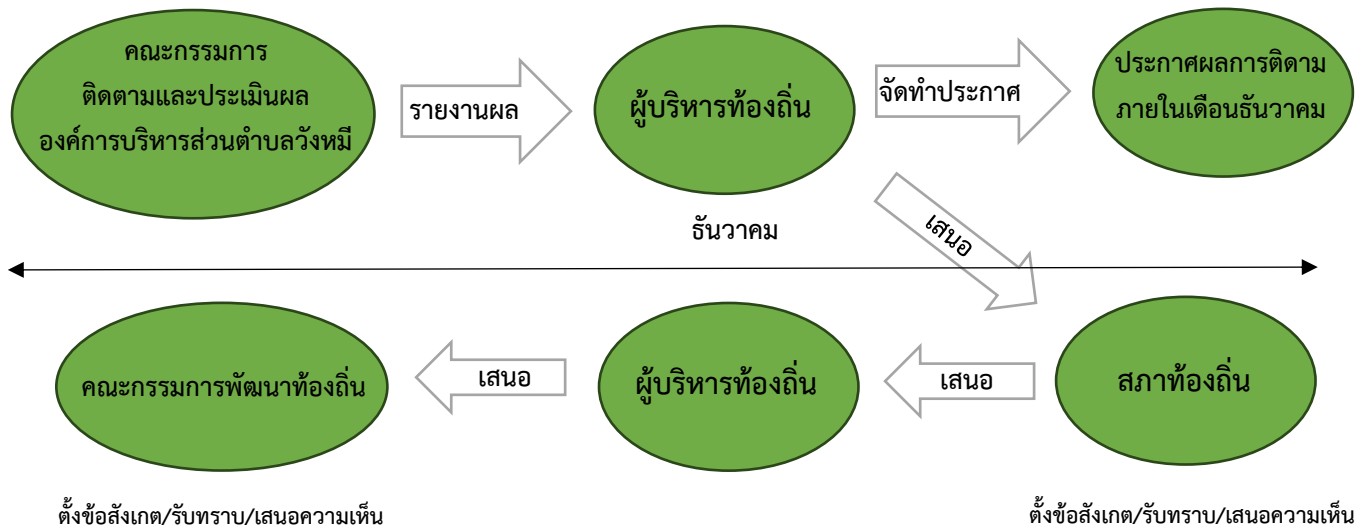 คณะกรรมการ
ติดตามและประเมินผล
องค์การบริหารส่วนตำบลวังหมี
รายงานผล
ผู้บริหารท้องถิ่น
จัดทำประกาศ
ประกาศผลการติดาม
ภายในเดือนธันวาคม
ธันวาคม
เสนอ
คณะกรรมการพัฒนาท้องถิ่น
เสนอ
ผู้บริหารท้องถิ่น
เสนอ
สภาท้องถิ่น
ตั้งข้อสังเกต/รับทราบ/เสนอความเห็น
ตั้งข้อสังเกต/รับทราบ/เสนอความเห็น